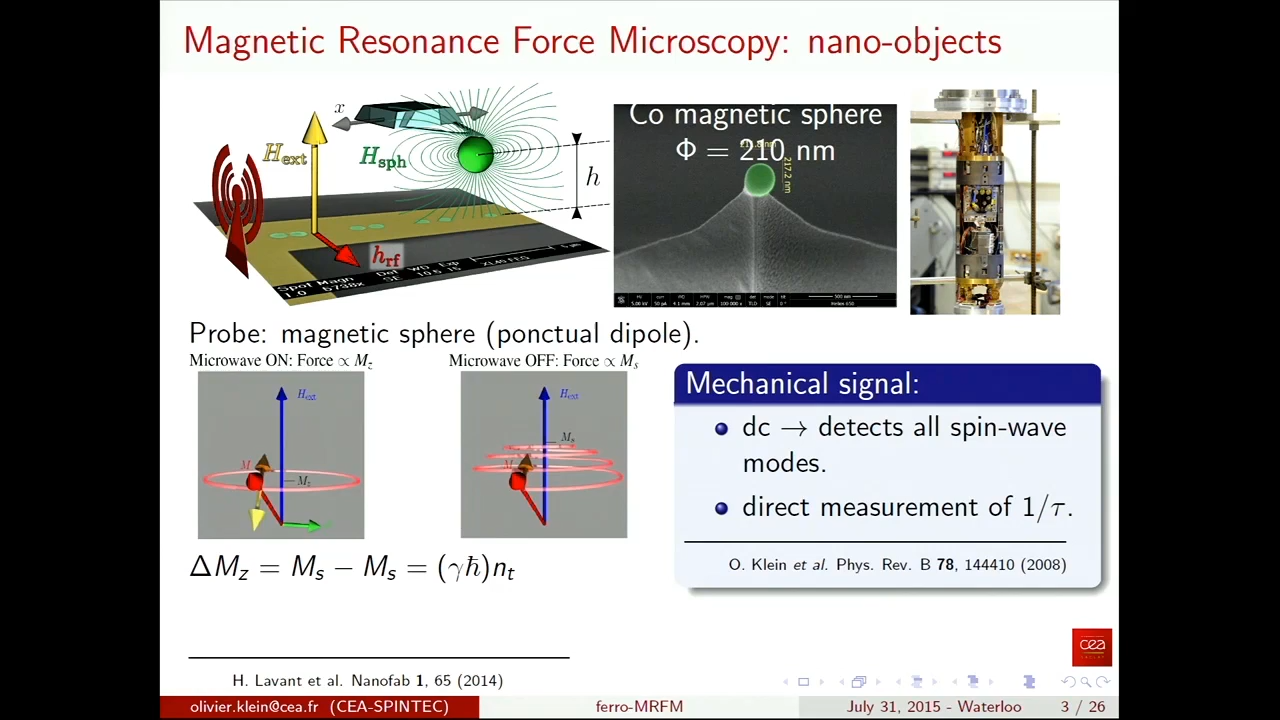 Magnetic Resonance Force Microscopy: nano-objects
x
H_ext
H_sph
h
h_rf
Co magnetic sphere
Φ = 210 nm
217.2 nm
Probe: magnetic sphere (ponctual dipole).
Microwave ON: Force ∝ M_z
Microwave OFF: Force ∝ M_s
H_ext
M
M_z
H_ext
M_s
M
ΔM_z = M_s − M_s = (γℏ)n_t
Mechanical signal:
dc → detects all spin-wave
modes.
direct measurement of 1/τ.
O. Klein et al. Phys. Rev. B 78, 144410 (2008)
cea
H. Lavant et al. Nanofab 1, 65 (2014)
olivier.klein@cea.fr (CEA-SPINTEC)
ferro-MRFM
July 31, 2015 - Waterloo
3 / 26